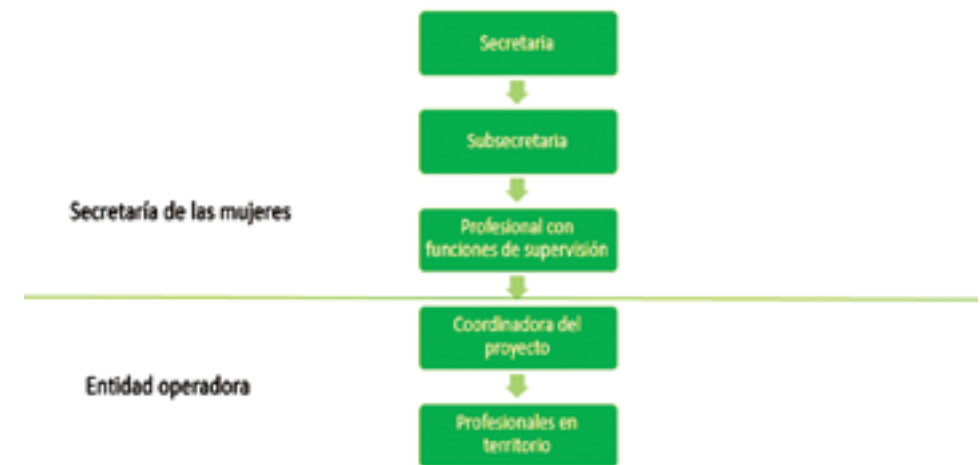 Secretaria
Subsecretaria
Secretaría de las mujeres
Profesional con
funciones de supervisión
Coordinadora del
proyecto
Entidad operadora
Profesionales en
territorio